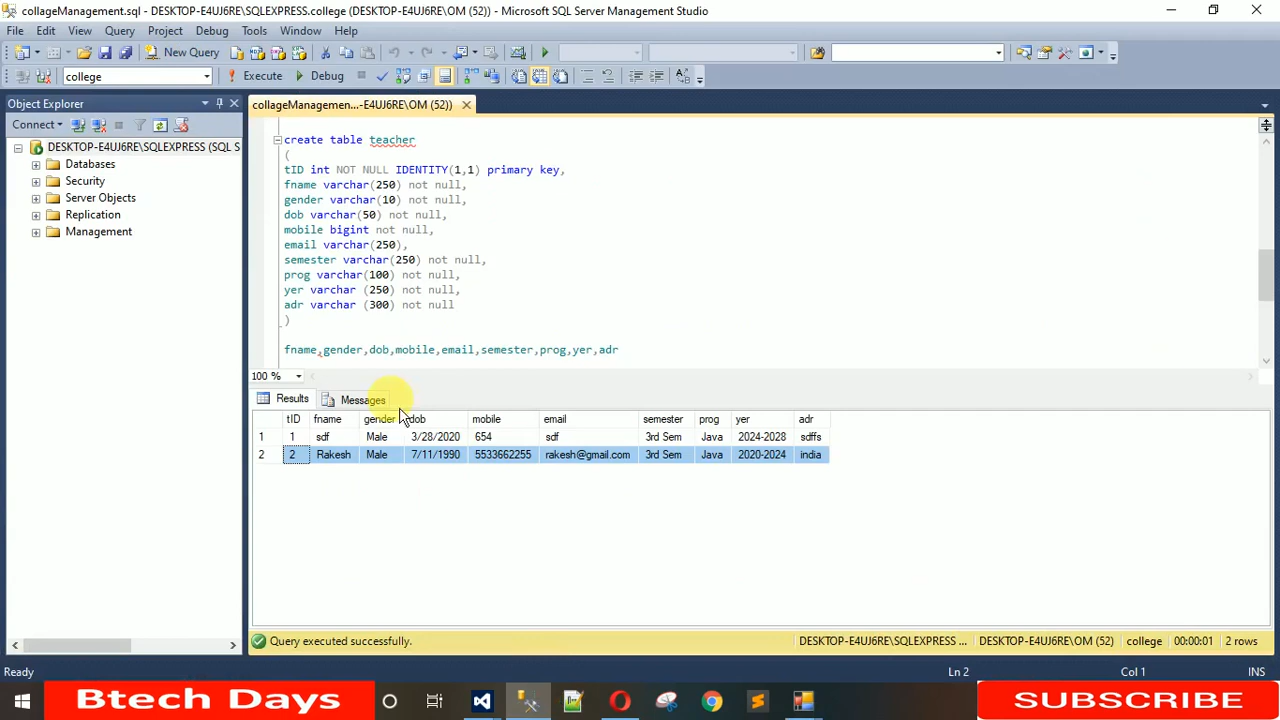 collageManagement.sql - DESKTOP-E4UJ6RE\SQLEXPRESS.college (DESKTOP-E4UJ6RE\OM (52)) - Microsoft SQL Server Management Studio
File Edit View Query Project Debug Tools Window Help
New Query
college Execute Debug
Object Explorer
Connect
DESKTOP-E4UJ6RE\SQLEXPRESS (SQL S
Databases
Security
Server Objects
Replication
Management
collageManagemen...-E4UJ6RE\OM (52))
create table teacher
(
tID int NOT NULL IDENTITY(1,1) primary key,
fname varchar(250) not null,
gender varchar(10) not null,
dob varchar(50) not null,
mobile bigint not null,
email varchar(250),
semester varchar(250) not null,
prog varchar(100) not null,
yer varchar (250) not null,
adr varchar (300) not null
)
fname,gender,dob,mobile,email,semester,prog,yer,adr
100 %
Results Messages
tID fname gender dob mobile email semester prog yer adr
1 1 sdf Male 3/28/2020 654 sdf 3rd Sem Java 2024-2028 sdffs
2 2 Rakesh Male 7/11/1990 5533662255 rakesh@gmail.com 3rd Sem Java 2020-2024 india
Query executed successfully. DESKTOP-E4UJ6RE\SQLEXPRESS ... DESKTOP-E4UJ6RE\OM (52) college 00:00:01 2 rows
Ready Ln 2 Col 1 INS
Btech Days SUBSCRIBE